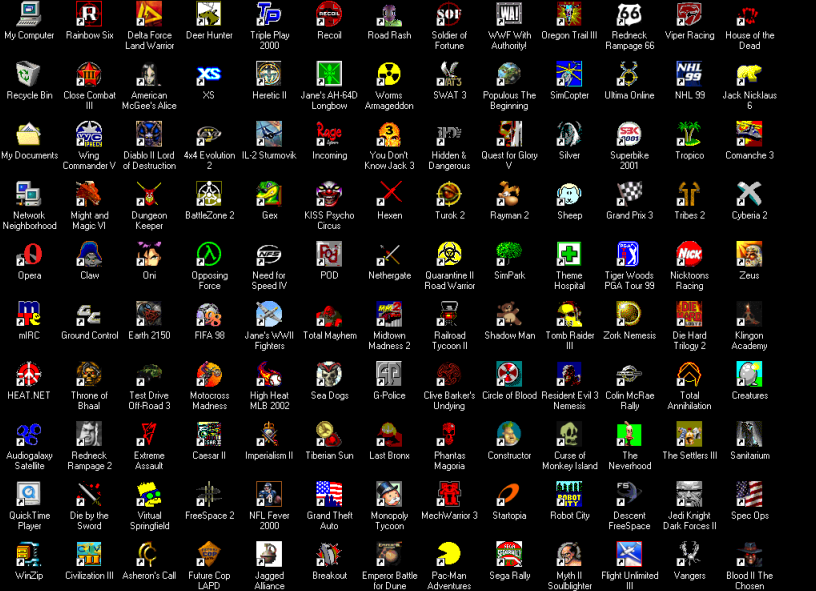 My Computer
Rainbow Six
Delta Force
Land Warrior
Deer Hunter
Triple Play
2000
Recoil
Road Rash
Soldier of
Fortune
WWF With
Authority!
Oregon Trail III
Redneck
Rampage 66
Viper Racing
House of the
Dead
Recycle Bin
Close Combat
III
American
McGee's Alice
XS
Heretic II
Jane's AH-64D
Longbow
Worms
Armageddon
SWAT 3
Populous The
Beginning
SimCopter
Ultima Online
NHL 99
Jack Nicklaus
6
My Documents
Wing
Commander V
Diablo II Lord
of Destruction
4x4 Evolution
2
IL-2 Sturmovik
Incoming
You Don't
Know Jack 3
Hidden &
Dangerous
Quest for Glory
V
Silver
Superbike
2001
Tropico
Comanche 3
Network
Neighborhood
Might and
Magic VI
Dungeon
Keeper
BattleZone 2
Gex
KISS Psycho
Circus
Hexen
Turok 2
Rayman 2
Sheep
Grand Prix 3
Tribes 2
Cyberia 2
Opera
Claw
Oni
Opposing
Force
Need for
Speed IV
POD
Nethergate
Quarantine II
Road Warrior
SimPark
Theme
Hospital
Tiger Woods
PGA Tour 99
Nicktoons
Racing
Zeus
mIRC
Ground Control
Earth 2150
FIFA 98
Jane's WWII
Fighters
Total Mayhem
Midtown
Madness 2
Railroad
Tycoon II
Shadow Man
Tomb Raider
III
Zork Nemesis
Die Hard
Trilogy 2
Klingon
Academy
HEAT.NET
Throne of
Bhaal
Test Drive
Off-Road 3
Motocross
Madness
High Heat
MLB 2002
Sea Dogs
G-Police
Clive Barker's
Undying
Circle of Blood
Resident Evil 3
Nemesis
Colin McRae
Rally
Total
Annihilation
Creatures
Audiogalaxy
Satellite
Redneck
Rampage 2
Extreme
Assault
Caesar II
Imperialism II
Tiberian Sun
Last Bronx
Phantas
Magoria
Constructor
Curse of
Monkey Island
The
Neverhood
The Settlers III
Sanitarium
QuickTime
Player
Die by the
Sword
Virtual
Springfield
FreeSpace 2
NFL Fever
2000
Grand Theft
Auto
Monopoly
Tycoon
MechWarrior 3
Startopia
Robot City
Descent
FreeSpace
Jedi Knight
Dark Forces II
Spec Ops
WinZip
Civilization III
Asheron's Call
Future Cop
LAPD
Jagged
Alliance
Breakout
Emperor Battle
for Dune
Pac-Man
Adventures
Sega Rally
Myth II
Soulblighter
Flight Unlimited
III
Vangers
Blood II The
Chosen